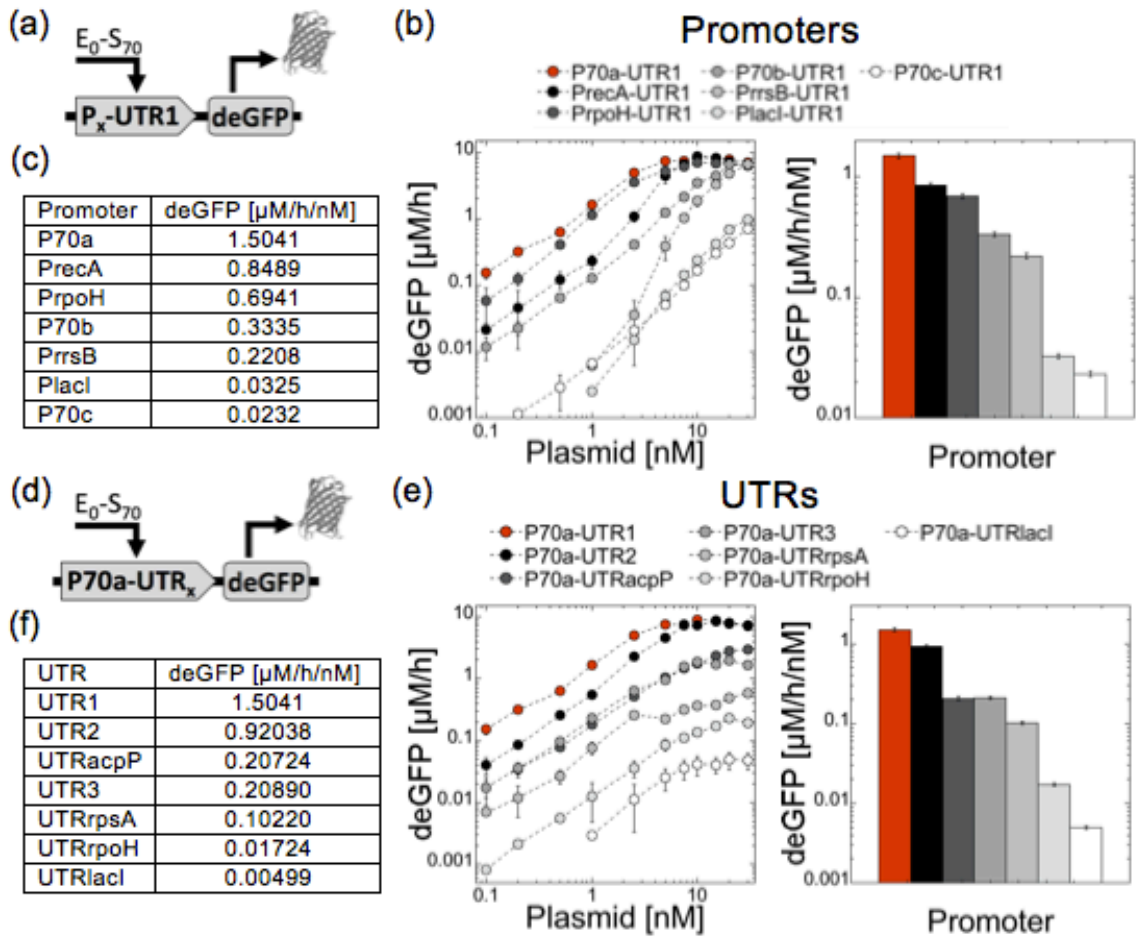 (a)
E0-S70
Px-UTR1
deGFP
(b)
Promoters
P70a-UTR1
P70b-UTR1
P70c-UTR1
PrecA-UTR1
PrrsB-UTR1
PrpoH-UTR1
PlacI-UTR1
deGFP [µM/h]
10
1
0.1
0.01
0.001
0.1
1
10
Plasmid [nM]
deGFP [µM/h/nM]
1
0.1
0.01
Promoter
(c)
Promoter deGFP [µM/h/nM]
P70a 1.5041
PrecA 0.8489
PrpoH 0.6941
P70b 0.3335
PrrsB 0.2208
PlacI 0.0325
P70c 0.0232
(d)
E0-S70
P70a-UTRx
deGFP
(e)
UTRs
P70a-UTR1
P70a-UTR3
P70a-UTRlacI
P70a-UTR2
P70a-UTRrpsA
P70a-UTRacpP
P70a-UTRrpoH
deGFP [µM/h]
10
1
0.1
0.01
0.001
0.1
1
10
Plasmid [nM]
deGFP [µM/h/nM]
1
0.1
0.01
0.001
Promoter
(f)
UTR deGFP [µM/h/nM]
UTR1 1.5041
UTR2 0.92038
UTRacpP 0.20724
UTR3 0.20890
UTRrpsA 0.10220
UTRrpoH 0.01724
UTRlacI 0.00499